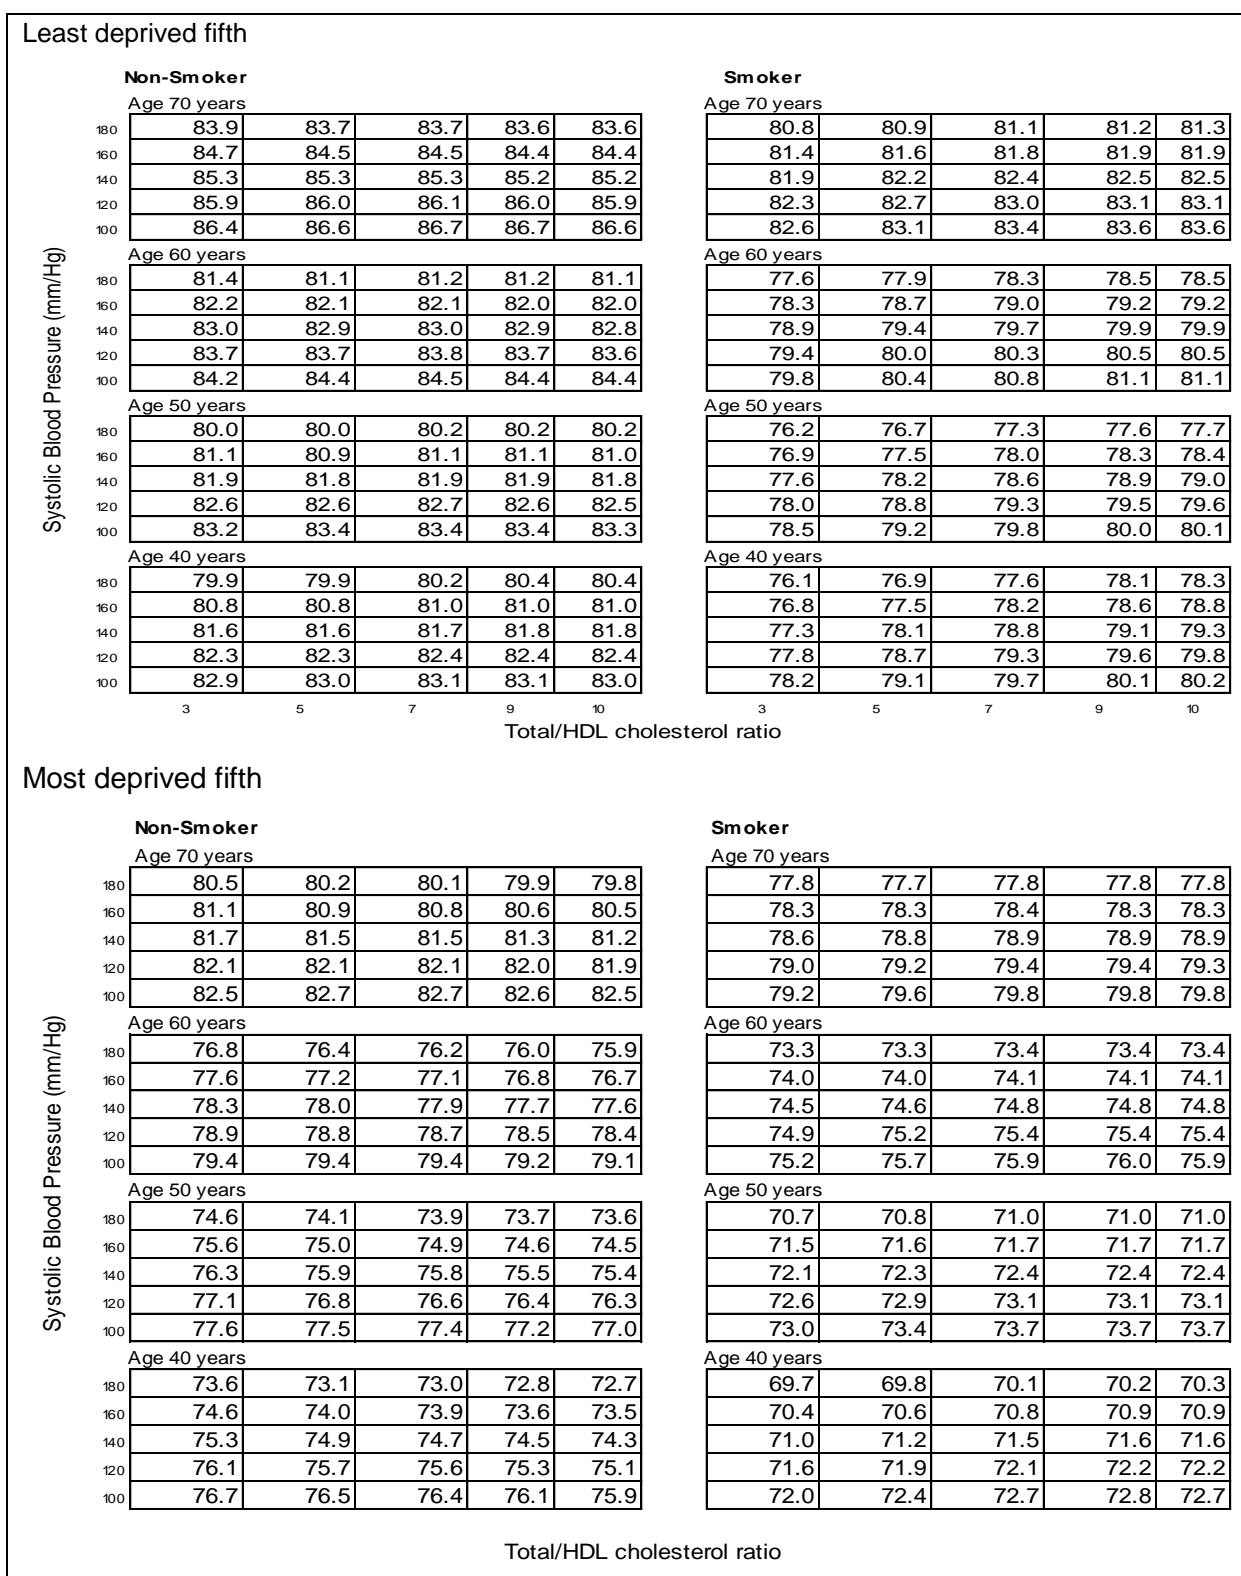 Least deprived fifth
Non-Smoker Smoker
Age 70 years Age 70 years
180 83.9 83.7 83.7 83.6 83.6 80.8 80.9 81.1 81.2 81.3
160 84.7 84.5 84.5 84.4 84.4 81.4 81.6 81.8 81.9 81.9
140 85.3 85.3 85.3 85.2 85.2 81.9 82.2 82.4 82.5 82.5
120 85.9 86.0 86.1 86.0 85.9 82.3 82.7 83.0 83.1 83.1
100 86.4 86.6 86.7 86.7 86.6 82.6 83.1 83.4 83.6 83.6
Age 60 years Age 60 years
180 81.4 81.1 81.2 81.2 81.1 77.6 77.9 78.3 78.5 78.5
160 82.2 82.1 82.1 82.0 82.0 78.3 78.7 79.0 79.2 79.2
140 83.0 82.9 83.0 82.9 82.8 78.9 79.4 79.7 79.9 79.9
120 83.7 83.7 83.8 83.7 83.6 79.4 80.0 80.3 80.5 80.5
100 84.2 84.4 84.5 84.4 84.4 79.8 80.4 80.8 81.1 81.1
Age 50 years Age 50 years
180 80.0 80.0 80.2 80.2 80.2 76.2 76.7 77.3 77.6 77.7
160 81.1 80.9 81.1 81.1 81.0 76.9 77.5 78.0 78.3 78.4
140 81.9 81.8 81.9 81.9 81.8 77.6 78.2 78.6 78.9 79.0
120 82.6 82.6 82.7 82.6 82.5 78.0 78.8 79.3 79.5 79.6
100 83.2 83.4 83.4 83.4 83.3 78.5 79.2 79.8 80.0 80.1
Age 40 years Age 40 years
180 79.9 79.9 80.2 80.4 80.4 76.1 76.9 77.6 78.1 78.3
160 80.8 80.8 81.0 81.0 81.0 76.8 77.5 78.2 78.6 78.8
140 81.6 81.6 81.7 81.8 81.8 77.3 78.1 78.8 79.1 79.3
120 82.3 82.3 82.4 82.4 82.4 77.8 78.7 79.3 79.6 79.8
100 82.9 83.0 83.1 83.1 83.0 78.2 79.1 79.7 80.1 80.2
3 5 7 9 10 3 5 7 9 10
Systolic Blood Pressure (mm/Hg)
Total/HDL cholesterol ratio
Most deprived fifth
Non-Smoker Smoker
Age 70 years Age 70 years
180 80.5 80.2 80.1 79.9 79.8 77.8 77.7 77.8 77.8 77.8
160 81.1 80.9 80.8 80.6 80.5 78.3 78.3 78.4 78.3 78.3
140 81.7 81.5 81.5 81.3 81.2 78.6 78.8 78.9 78.9 78.9
120 82.1 82.1 82.1 82.0 81.9 79.0 79.2 79.4 79.4 79.3
100 82.5 82.7 82.7 82.6 82.5 79.2 79.6 79.8 79.8 79.8
Age 60 years Age 60 years
180 76.8 76.4 76.2 76.0 75.9 73.3 73.3 73.4 73.4 73.4
160 77.6 77.2 77.1 76.8 76.7 74.0 74.0 74.1 74.1 74.1
140 78.3 78.0 77.9 77.7 77.6 74.5 74.6 74.8 74.8 74.8
120 78.9 78.8 78.7 78.5 78.4 74.9 75.2 75.4 75.4 75.4
100 79.4 79.4 79.4 79.2 79.1 75.2 75.7 75.9 76.0 75.9
Age 50 years Age 50 years
180 74.6 74.1 73.9 73.7 73.6 70.7 70.8 71.0 71.0 71.0
160 75.6 75.0 74.9 74.6 74.5 71.5 71.6 71.7 71.7 71.7
140 76.3 75.9 75.8 75.5 75.4 72.1 72.3 72.4 72.4 72.4
120 77.1 76.8 76.6 76.4 76.3 72.6 72.9 73.1 73.1 73.1
100 77.6 77.5 77.4 77.2 77.0 73.0 73.4 73.7 73.7 73.7
Age 40 years Age 40 years
180 73.6 73.1 73.0 72.8 72.7 69.7 69.8 70.1 70.2 70.3
160 74.6 74.0 73.9 73.6 73.5 70.4 70.6 70.8 70.9 70.9
140 75.3 74.9 74.7 74.5 74.3 71.0 71.2 71.5 71.6 71.6
120 76.1 75.7 75.6 75.3 75.1 71.6 71.9 72.1 72.2 72.2
100 76.7 76.5 76.4 76.1 75.9 72.0 72.4 72.7 72.8 72.7
Systolic Blood Pressure (mm/Hg)
Total/HDL cholesterol ratio